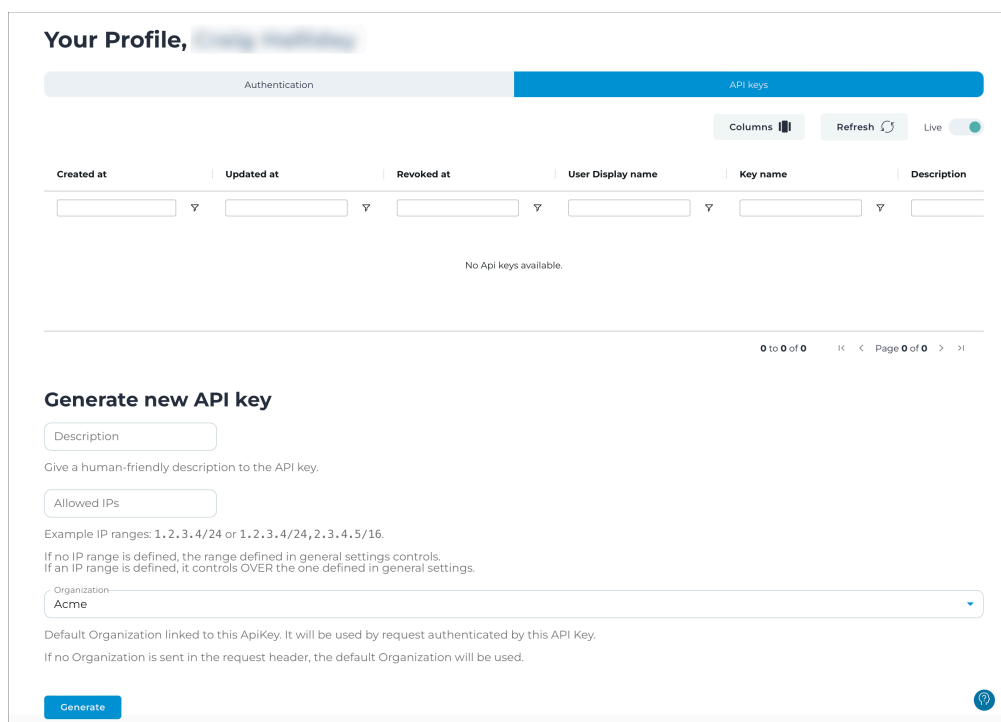 Your Profile,
Authentication API keys
Columns Refresh Live
Created at Updated at Revoked at User Display name Key name Description
No Api keys available.
0 to 0 of 0 Page 0 of 0
Generate new API key
Description
Give a human-friendly description to the API key.
Allowed IPs
Example IP ranges: 1.2.3.4/24 or 1.2.3.4/24,2.3.4.5/16.
If no IP range is defined, the range defined in general settings controls.
If an IP range is defined, it controls OVER the one defined in general settings.
Organization
Acme
Default Organization linked to this ApiKey. It will be used by request authenticated by this API Key.
If no Organization is sent in the request header, the default Organization will be used.
Generate